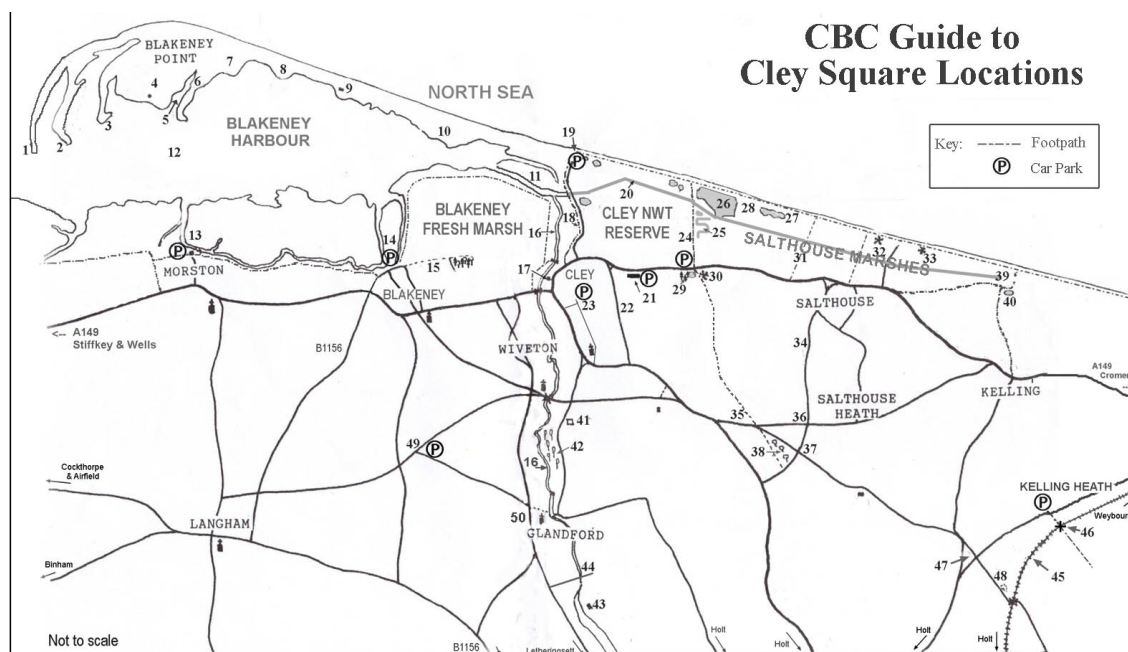 CBC Guide to
Cley Square Locations
BLAKENEY
POINT
7
8
4
6
9
NORTH SEA
3
5
BLAKENEY
HARBOUR
10
19
1
2
12
Key:
Footpath
P
Car Park
P
11
20
26
28
27
BLAKENEY
FRESH MARSH
18
CLEY NWT
RESERVE
25
SALTHOUSE MARSHES
13
14
16
24
32
33
31
P
MORSTON
P
15
17
CLEY
P
P
30
39
BLAKENEY
P
23
22
21
29
SALTHOUSE
40
<-- A149
Stiffkey & Wells
B1156
WIVETON
34
A149
Cromer
KELLING
SALTHOUSE
HEATH
35
36
41
49
P
42
38
37
16
Cockthorpe
& Airfield
KELLING HEATH
P
LANGHAM
50
GLANDFORD
Weybourne
46
Binham
44
47
45
48
43
Not to scale
B1156
Letheringsett
Holt
Holt
Holt
Holt